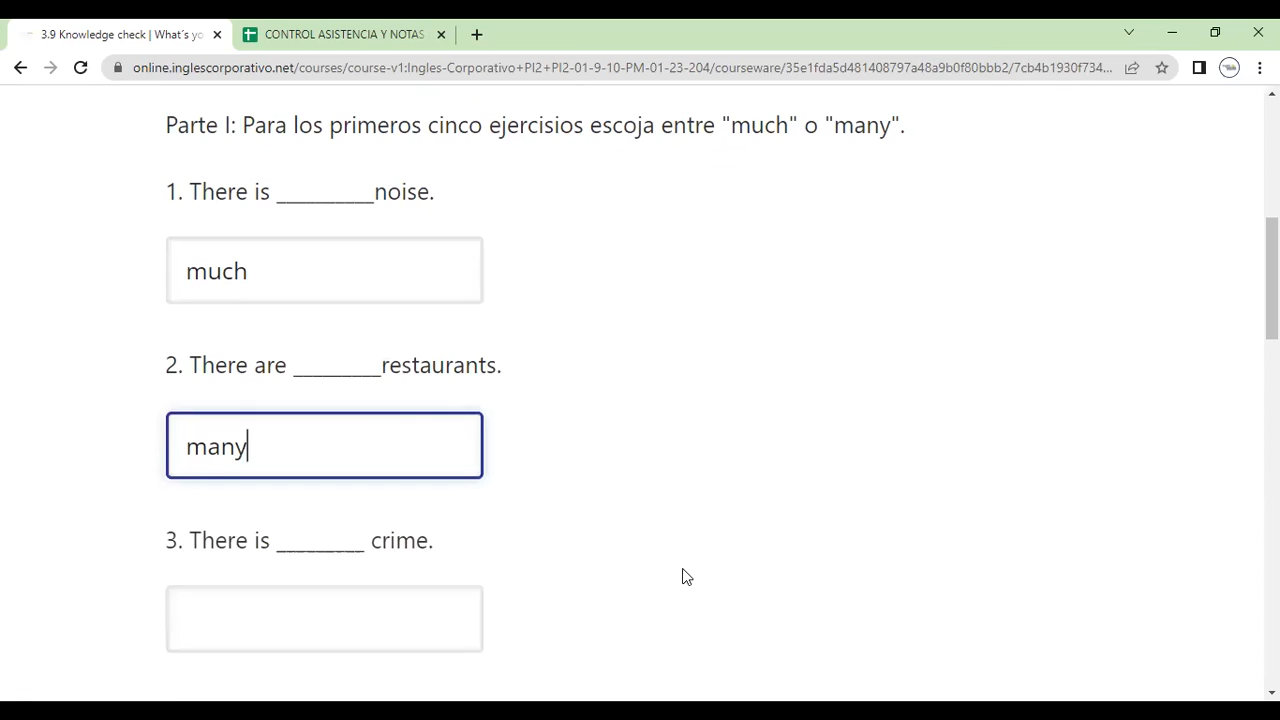 3.9 Knowledge check | What´s yo
CONTROL ASISTENCIA Y NOTAS
online.inglescorporativo.net/courses/course-v1:Ingles-Corporativo+PI2+PI2-01-9-10-PM-01-23-204/courseware/35e1fda5d481408797a48a9b0f80bbb2/7cb4b1930f734...
Parte I: Para los primeros cinco ejercisios escoja entre "much" o "many".
1. There is _________noise.
much
2. There are ________restaurants.
many
3. There is ________ crime.